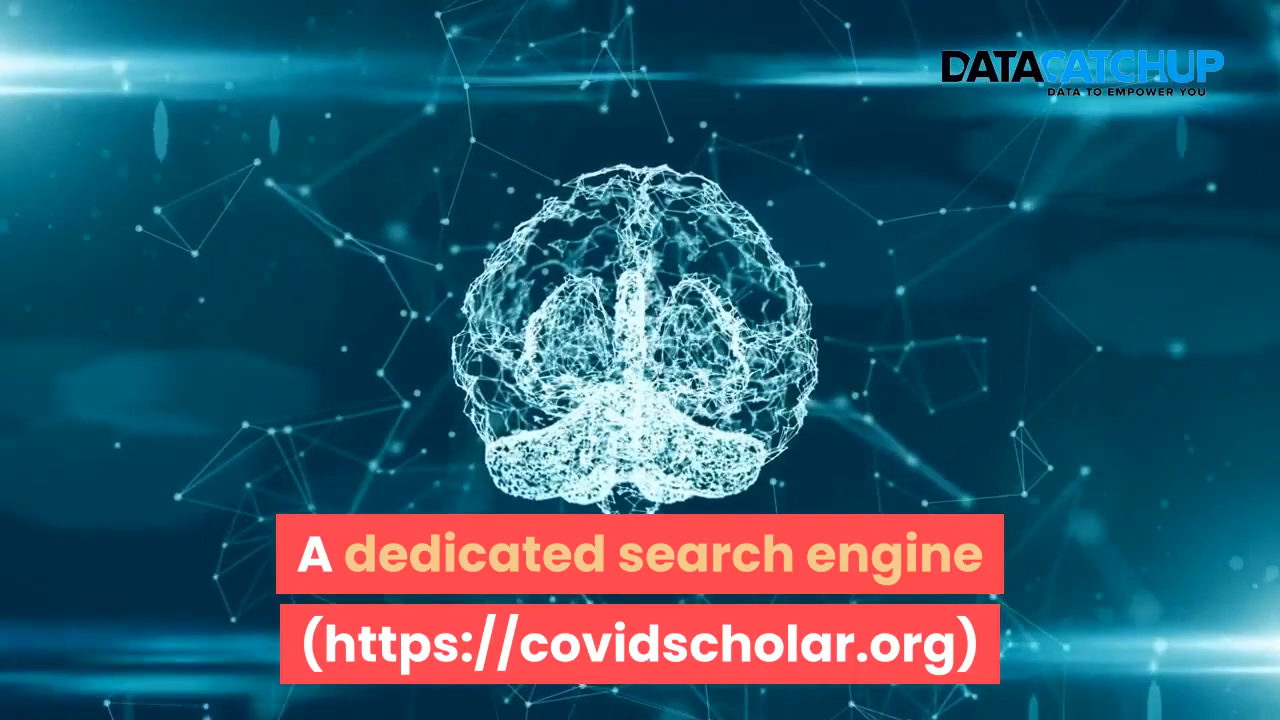 DATACATCHUP
DATA TO EMPOWER YOU
A dedicated search engine
(https://covidscholar.org)